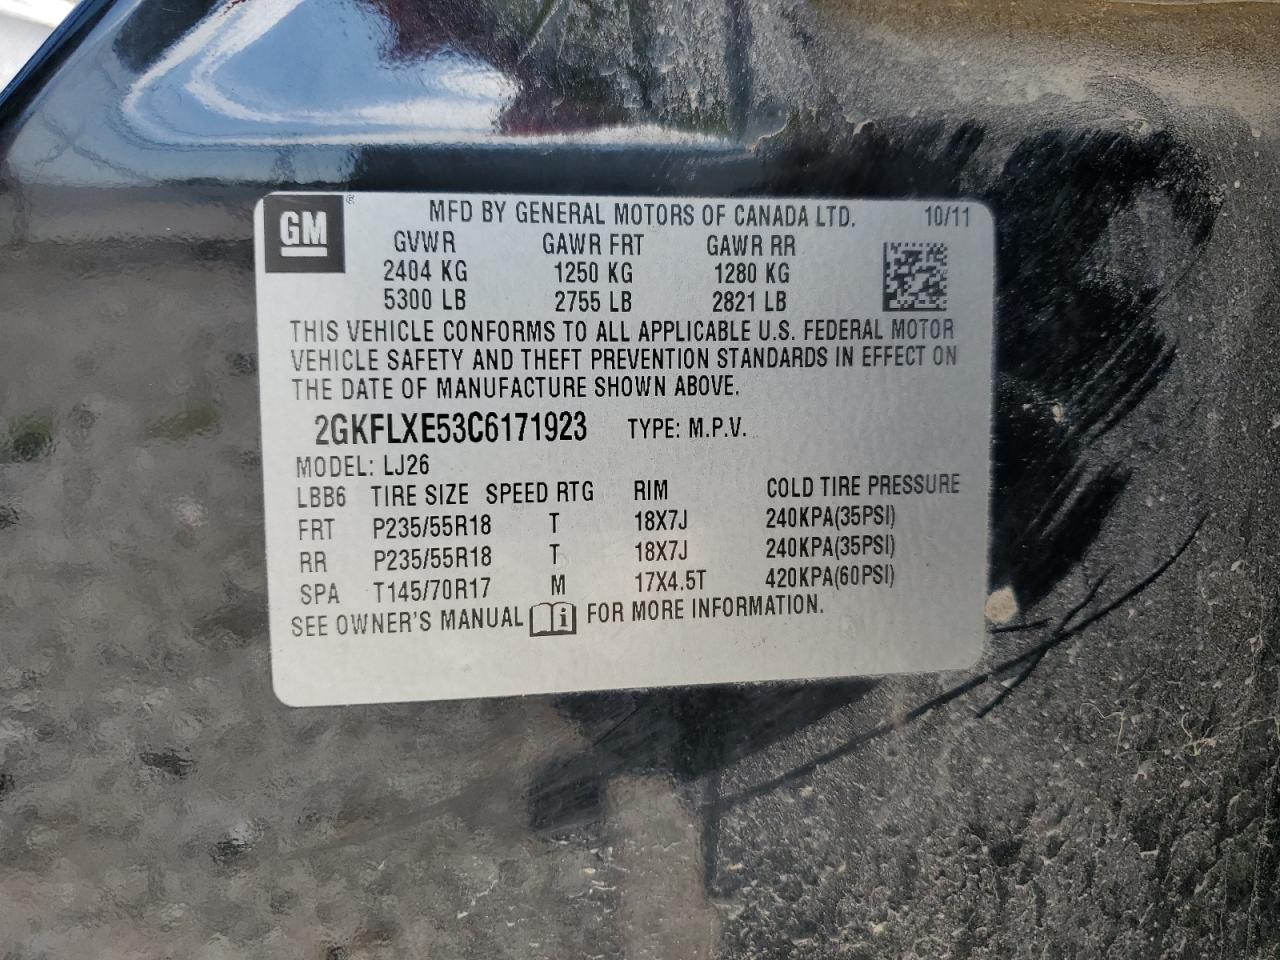 GM ® MFD BY GENERAL MOTORS OF CANADA LTD. 10/11
GVWR GAWR FRT GAWR RR
2404 KG 1250 KG 1280 KG
5300 LB 2755 LB 2821 LB
THIS VEHICLE CONFORMS TO ALL APPLICABLE U.S. FEDERAL MOTOR
VEHICLE SAFETY AND THEFT PREVENTION STANDARDS IN EFFECT ON
THE DATE OF MANUFACTURE SHOWN ABOVE.
2GKFLXE53C6171923 TYPE: M.P.V.
MODEL: LJ26
LBB6 TIRE SIZE SPEED RTG RIM COLD TIRE PRESSURE
FRT P235/55R18 T 18X7J 240KPA(35PSI)
RR P235/55R18 T 18X7J 240KPA(35PSI)
SPA T145/70R17 M 17X4.5T 420KPA(60PSI)
SEE OWNER'S MANUAL i FOR MORE INFORMATION.